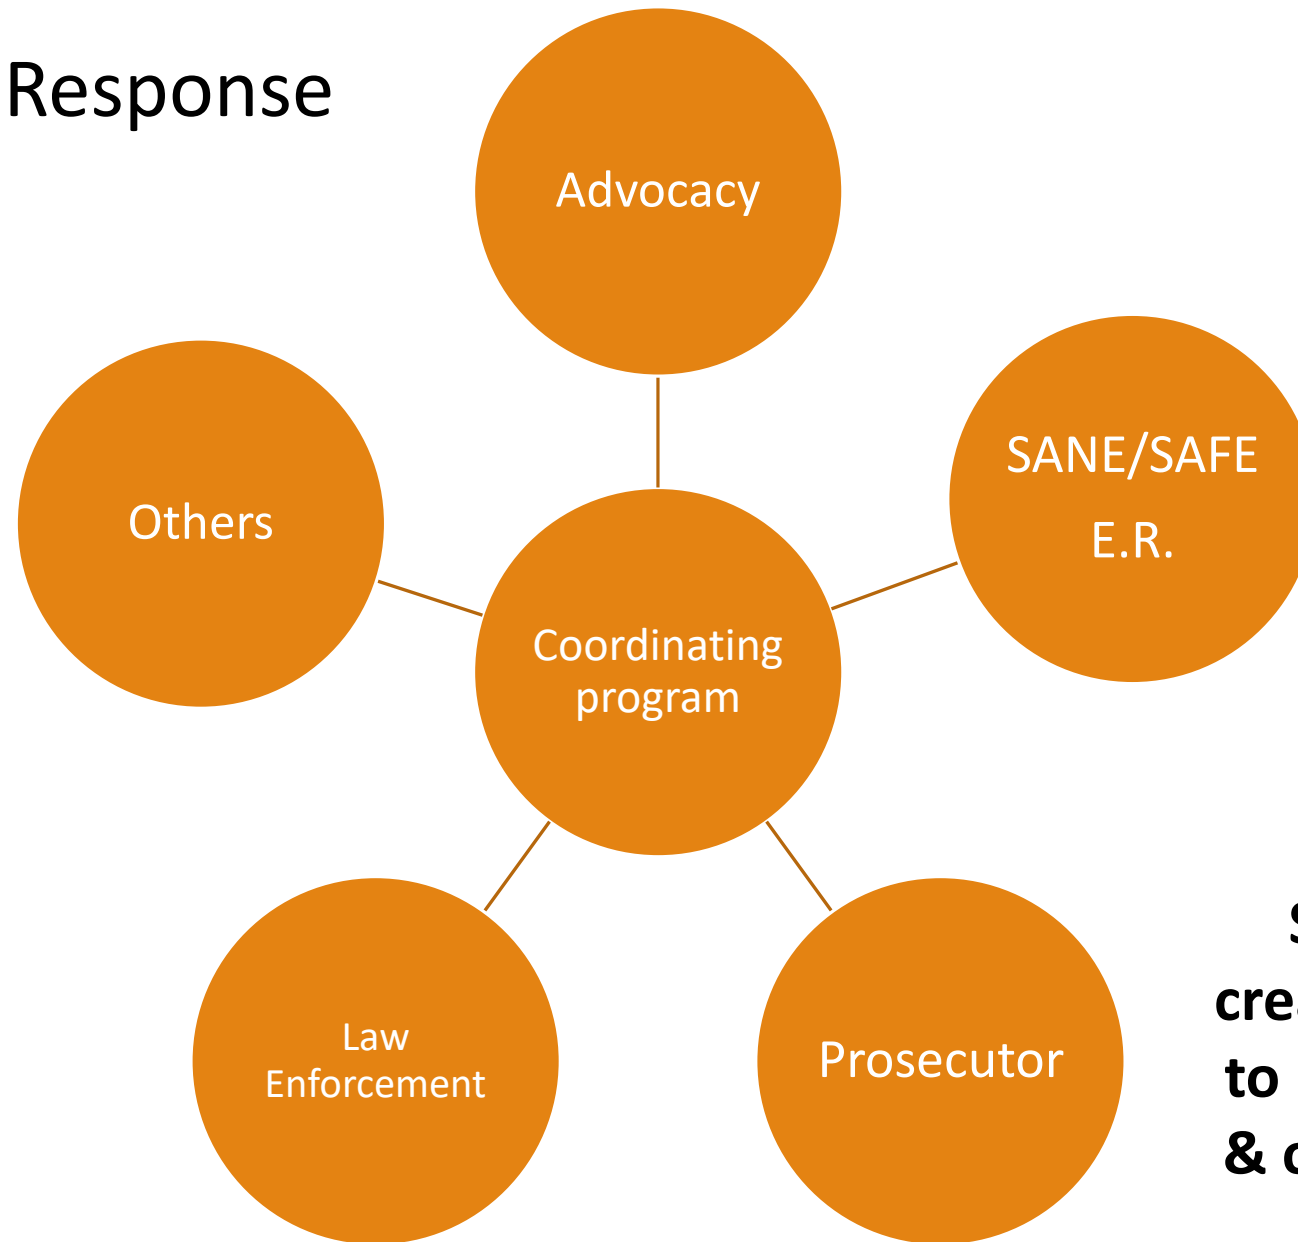 Response
Advocacy
SANE/SAFE
E.R.
Others
Coordinating
program
Law
Enforcement
Prosecutor
to
&